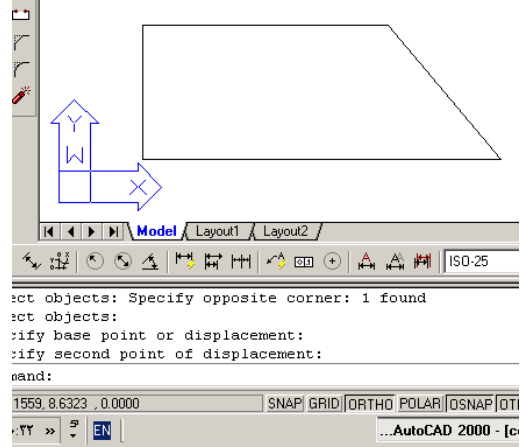 Y
W
X
Model Layout1 Layout2
ISO-25
ect objects: Specify opposite corner: 1 found
ect objects:
cify base point or displacement:
cify second point of displacement:
mand:
1559, 8.6323 , 0.0000 SNAP GRID ORTHO POLAR OSNAP OT
:٢٢ » EN ...AutoCAD 2000 - [c